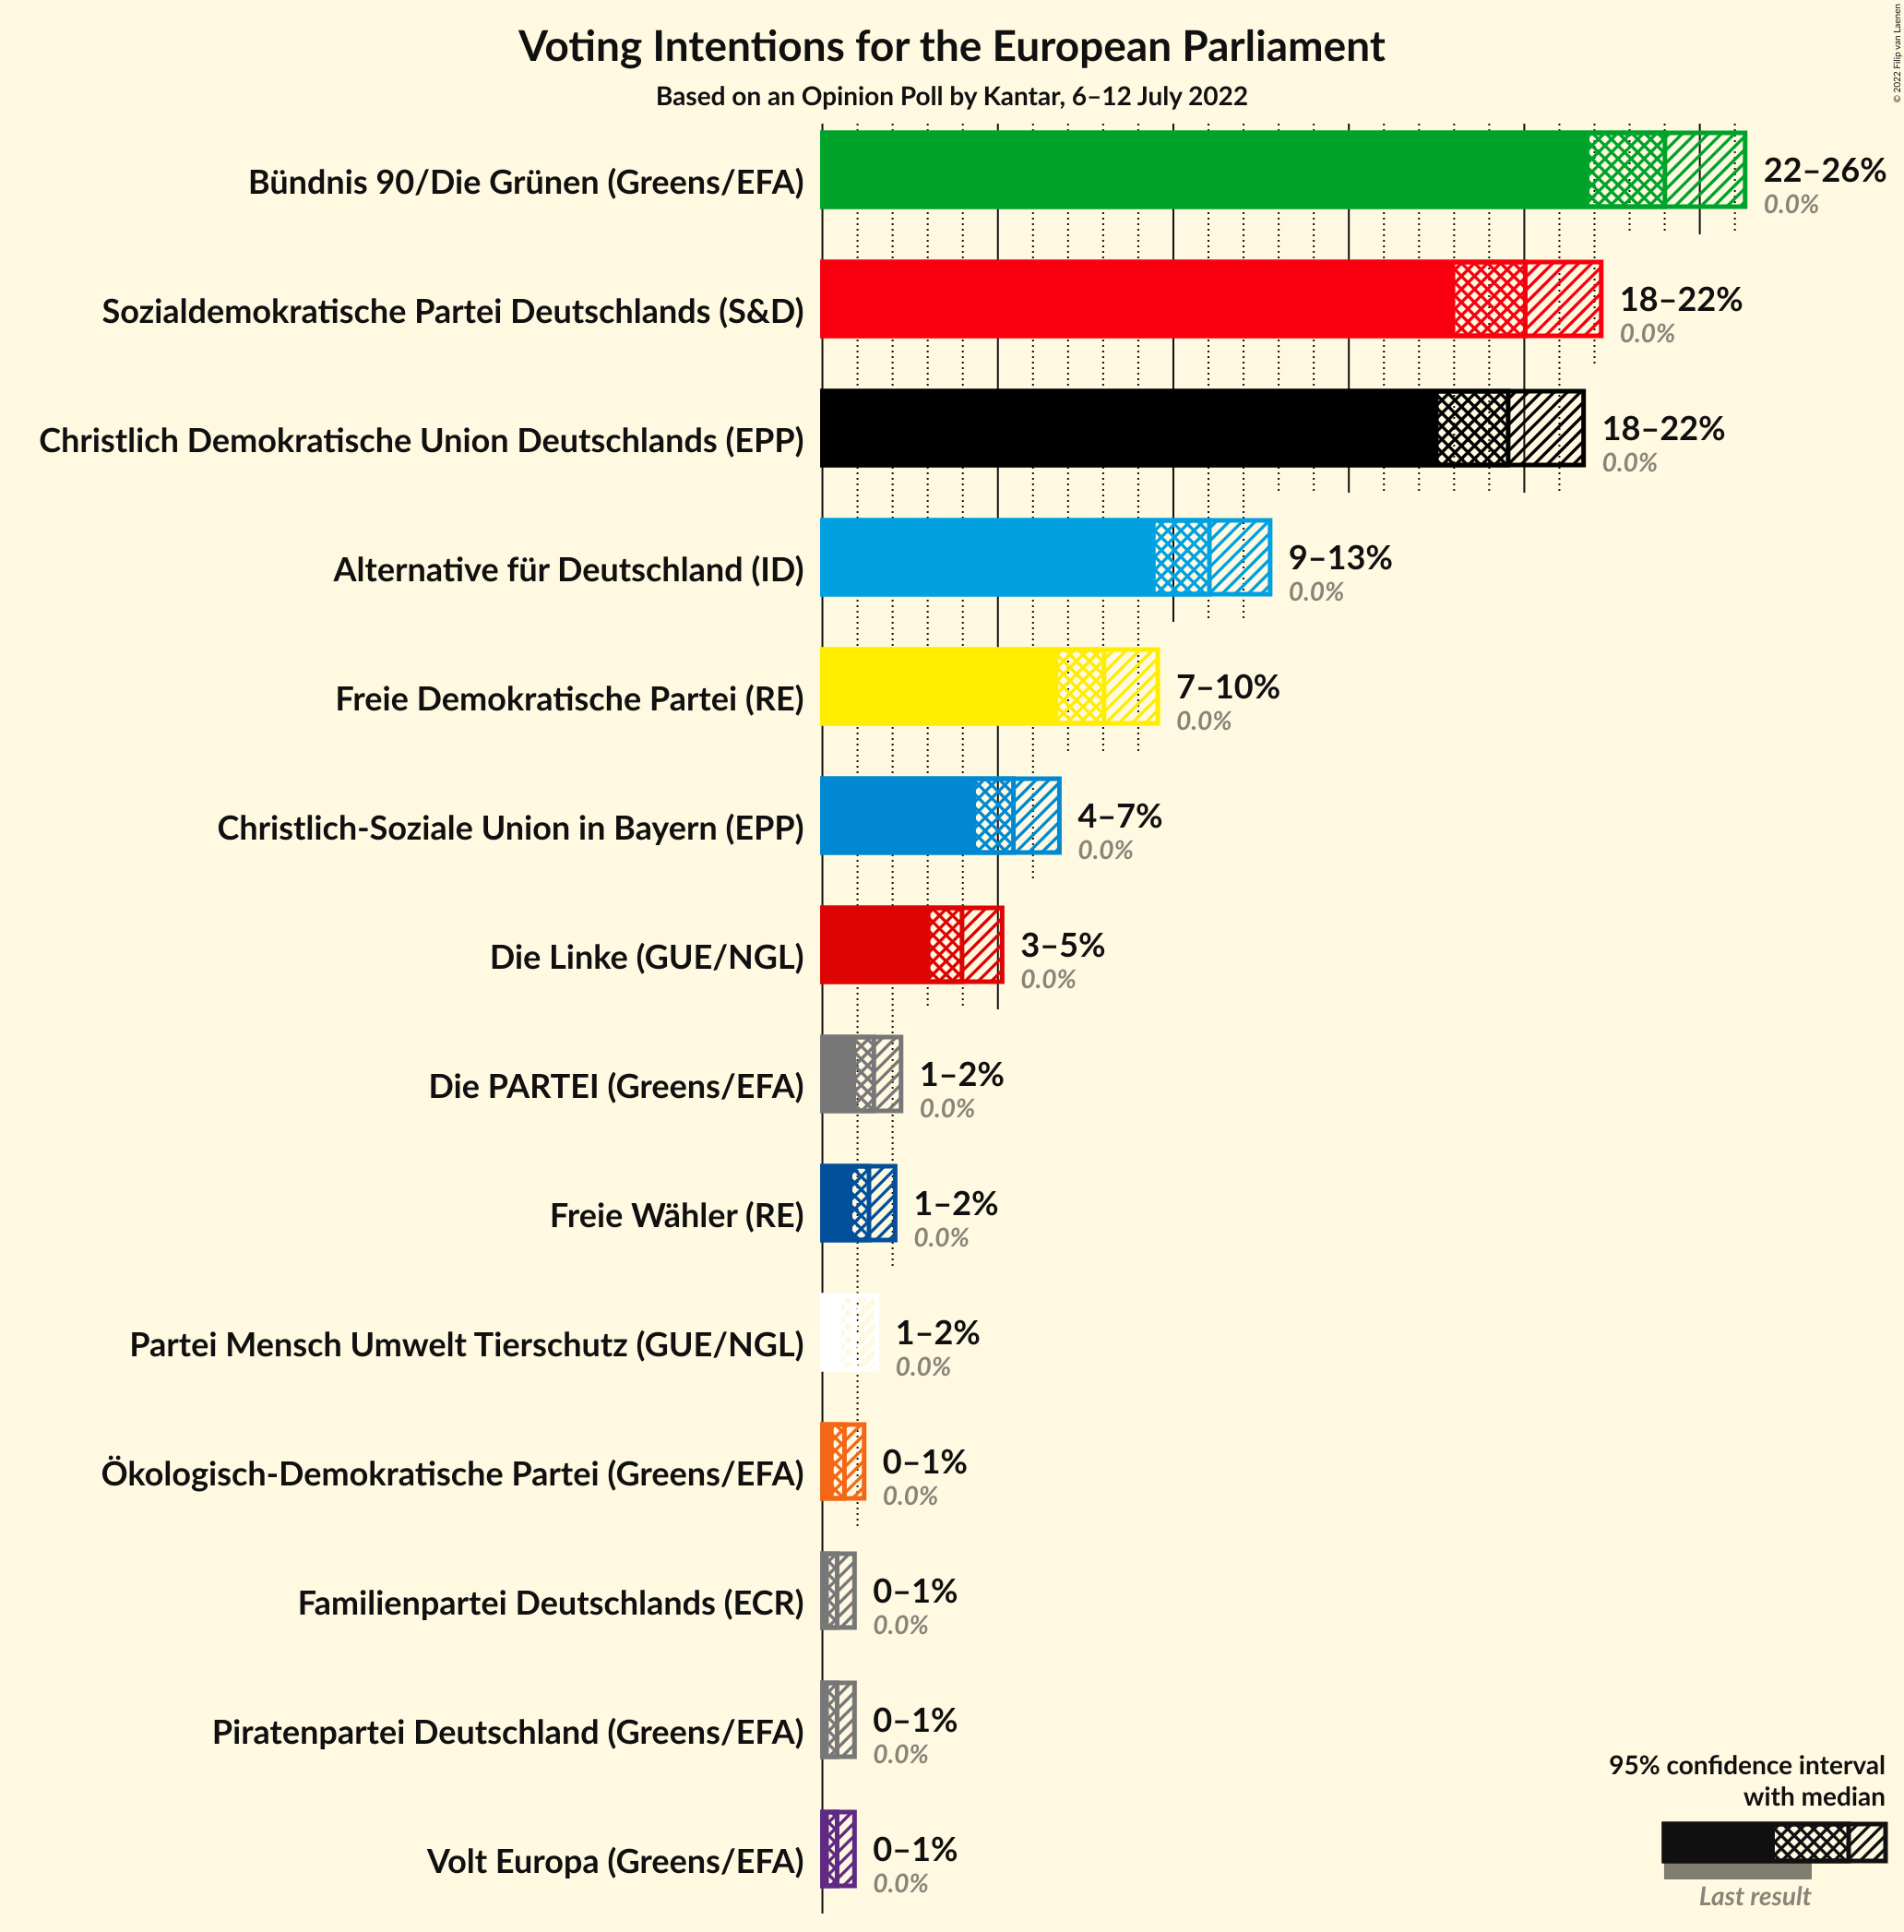 © 2022 Filip van Laenen
Voting Intentions for the European Parliament
Based on an Opinion Poll by Kantar, 6–12 July 2022
Bündnis 90/Die Grünen (Greens/EFA)
22–26%
0.0%
Sozialdemokratische Partei Deutschlands (S&D)
18–22%
0.0%
Christlich Demokratische Union Deutschlands (EPP)
18–22%
0.0%
Alternative für Deutschland (ID)
9–13%
0.0%
Freie Demokratische Partei (RE)
7–10%
0.0%
Christlich-Soziale Union in Bayern (EPP)
4–7%
0.0%
Die Linke (GUE/NGL)
3–5%
0.0%
Die PARTEI (Greens/EFA)
1–2%
0.0%
Freie Wähler (RE)
1–2%
0.0%
Partei Mensch Umwelt Tierschutz (GUE/NGL)
1–2%
0.0%
Ökologisch-Demokratische Partei (Greens/EFA)
0–1%
0.0%
Familienpartei Deutschlands (ECR)
0–1%
0.0%
Piratenpartei Deutschland (Greens/EFA)
0–1%
0.0%
Volt Europa (Greens/EFA)
0–1%
0.0%
95% confidence interval
with median
Last result